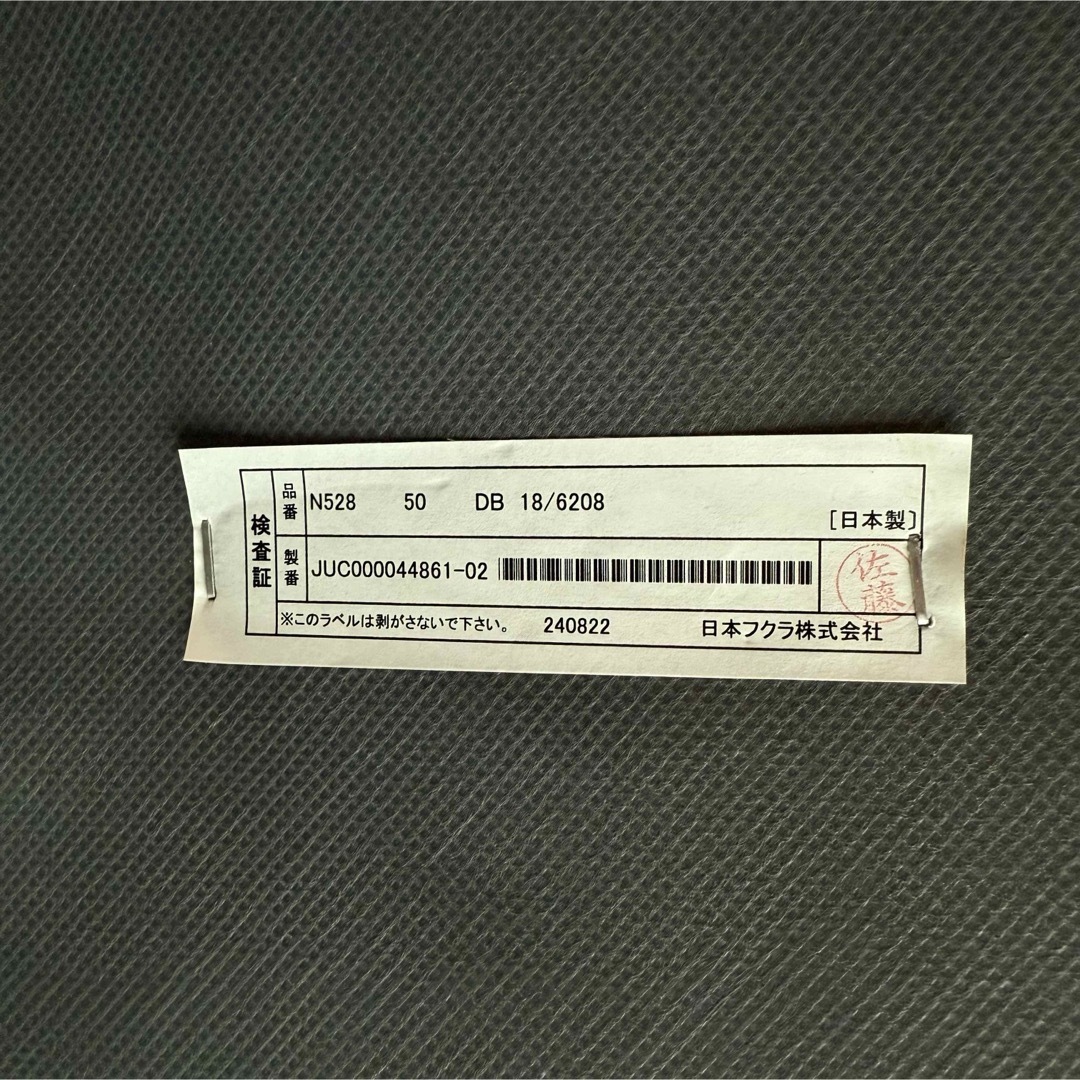 検査証
品番 N528 50 DB 18/6208 [日本製]
製番 JUC000044861-02 佐藤
※このラベルは剥がさないで下さい。 240822 日本フクラ株式会社